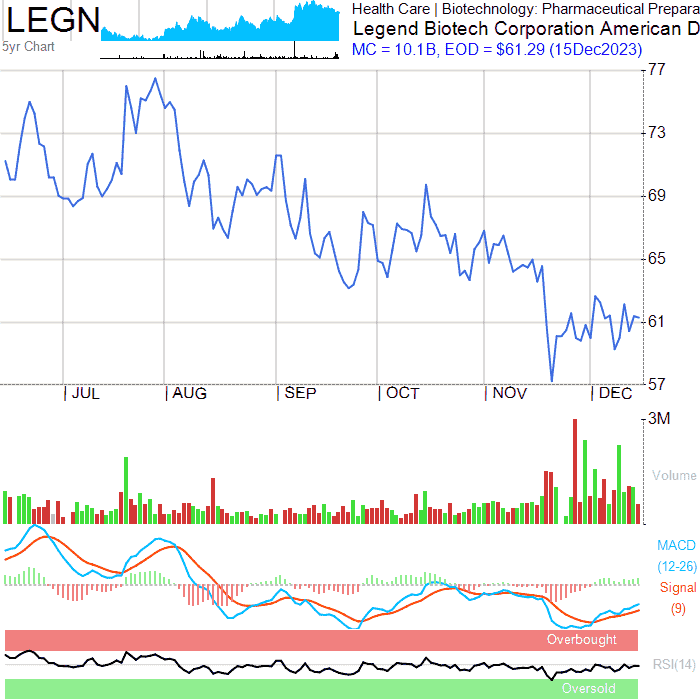 LEGN
5yr Chart
Health Care | Biotechnology: Pharmaceutical Prepara
Legend Biotech Corporation American D
MC = 10.1B, EOD = $61.29 (15Dec2023)
77
73
69
65
61
57
JUL AUG SEP OCT NOV DEC
3M
Volume
MACD
(12-26)
Signal
(9)
Overbought
RSI(14)
Oversold